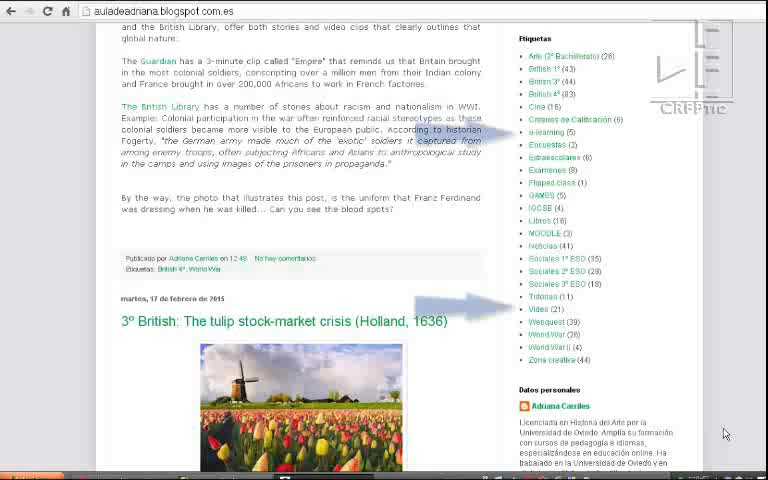 auladeadriana.blogspot.com.es
and the British Library, offer both stories and video clips that clearly outlines that
global nature.
The Guardian has a 3-minute clip called "Empire" that reminds us that Britain brought
in the most colonial soldiers, conscripting over a million men from their Indian colony
and France brought in over 200,000 Africans to work in French factories.
The British Library has a number of stories about racism and nationalism in WWI.
Example: Colonial participation in the war often reinforced racial stereotypes as these
colonial soldiers became more visible to the European public. According to historian
Fogerty, "the German army made much of the 'exotic' soldiers it captured from
among enemy troops, often subjecting Africans and Asians to anthropological study
in the camps and using images of the prisoners in propaganda."
By the way, the photo that illustrates this post, is the uniform that Franz Ferdinand
was dressing when he was killed... Can you see the blood spots?
Publicado por Adriana Carriles en 12:49 No hay comentarios:
Etiquetas: British 4º, World War
martes, 17 de febrero de 2015
3º British: The tulip stock-market crisis (Holland, 1636)
Etiquetas
Arte (2º Bachillerato) (26)
British 1º (43)
British 3º (44)
British 4º (83)
Cine (16)
Criterios de Calificación (6)
e-learning (5)
Encuestas (2)
Extraescolares (6)
Exámenes (9)
Flipped class (1)
GAMES (5)
IGCSE (4)
Libros (16)
MOODLE (3)
Noticias (41)
Sociales 1º ESO (35)
Sociales 2º ESO (29)
Sociales 3º ESO (18)
Tutorías (11)
Video (21)
Webquest (39)
World War (26)
World War II (4)
Zona creativa (44)
Datos personales
Adriana Carriles
Licenciada en Historia del Arte por la
Universidad de Oviedo. Amplía su formación
con cursos de pedagogía e idiomas,
especializándose en educación online. Ha
trabajado en la Universidad de Oviedo y en
CREPTic